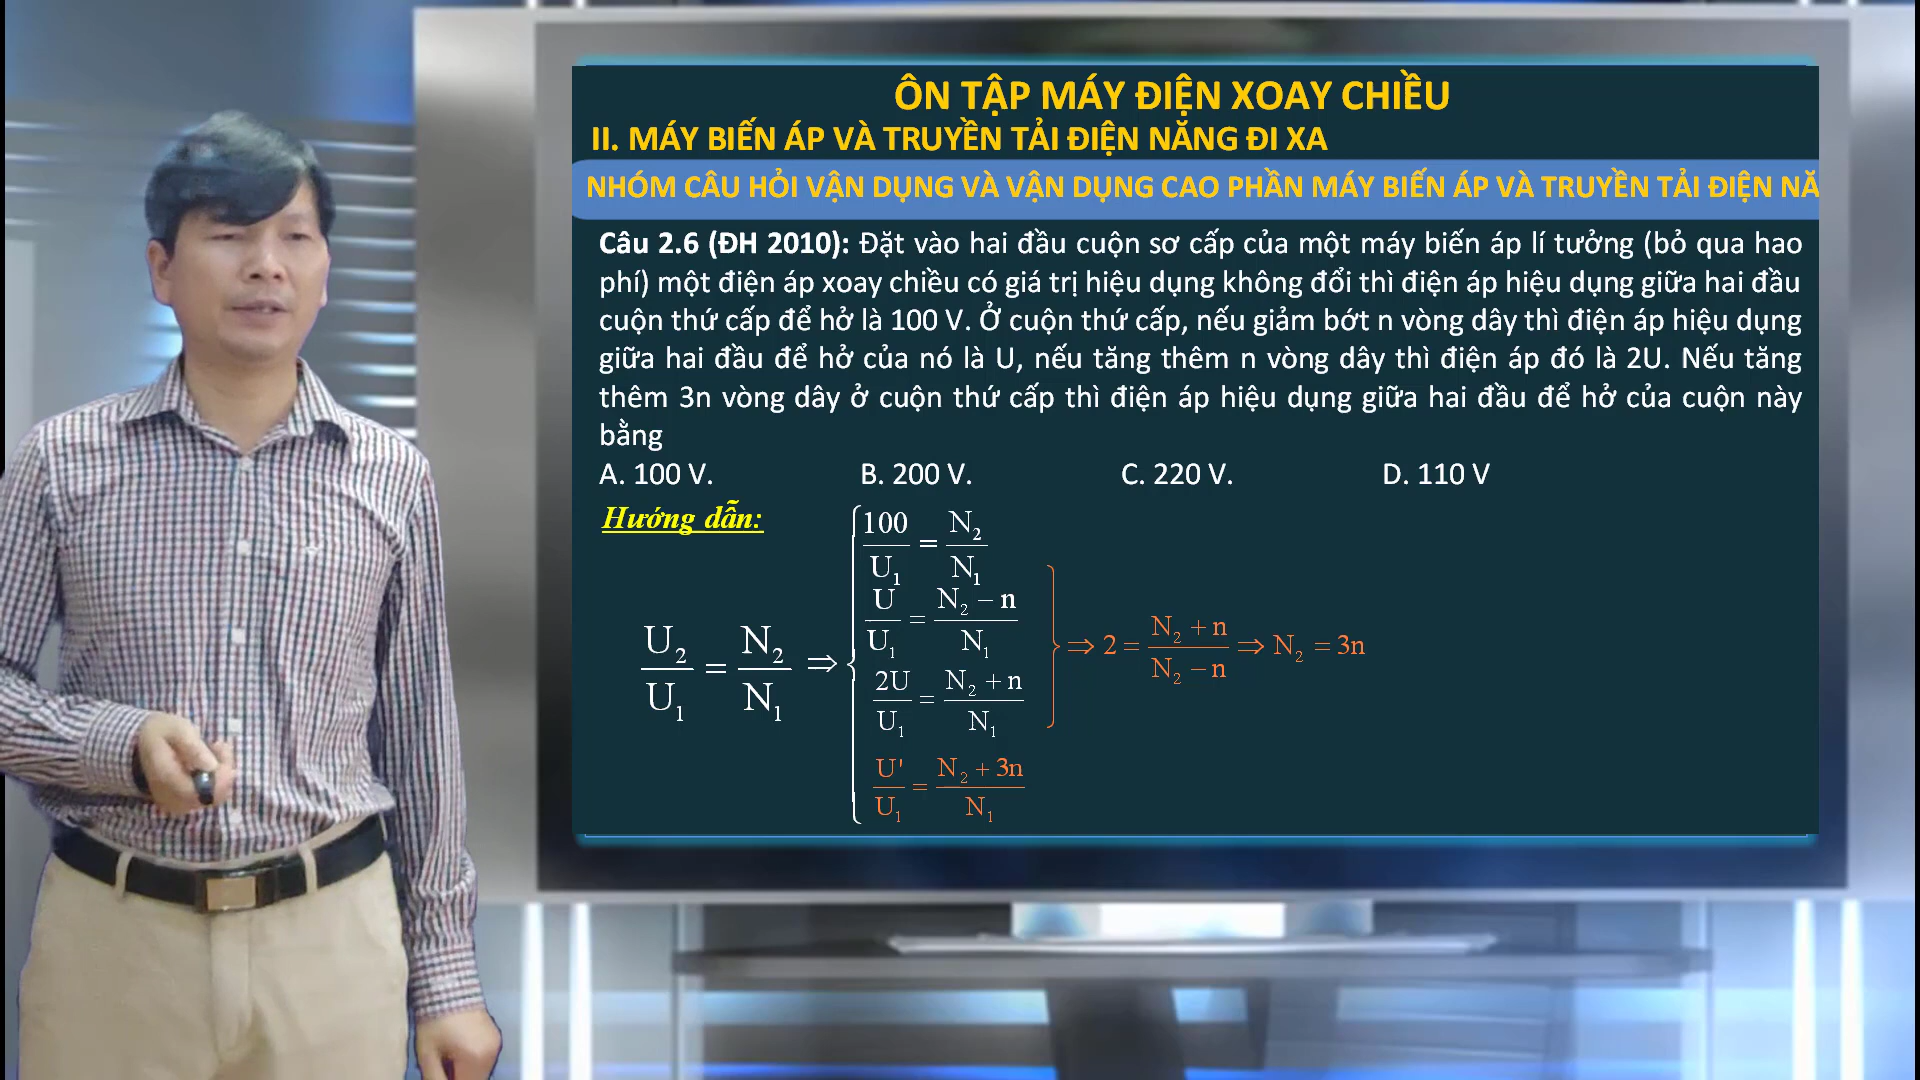 ÔN TẬP MÁY ĐIỆN XOAY CHIỀU
II. MÁY BIẾN ÁP VÀ TRUYỀN TẢI ĐIỆN NĂNG ĐI XA
NHÓM CÂU HỎI VẬN DỤNG VÀ VẬN DỤNG CAO PHẦN MÁY BIẾN ÁP VÀ TRUYỀN TẢI ĐIỆN NĂ
Câu 2.6 (ĐH 2010): Đặt vào hai đầu cuộn sơ cấp của một máy biến áp lí tưởng (bỏ qua hao
phí) một điện áp xoay chiều có giá trị hiệu dụng không đổi thì điện áp hiệu dụng giữa hai đầu
cuộn thứ cấp để hở là 100 V. Ở cuộn thứ cấp, nếu giảm bớt n vòng dây thì điện áp hiệu dụng
giữa hai đầu để hở của nó là U, nếu tăng thêm n vòng dây thì điện áp đó là 2U. Nếu tăng
thêm 3n vòng dây ở cuộn thứ cấp thì điện áp hiệu dụng giữa hai đầu để hở của cuộn này
bằng
A. 100 V. B. 200 V. C. 220 V. D. 110 V
Hướng dẫn:
U₂/U₁ = N₂/N₁ ⇒
100/U₁ = N₂/N₁
U/U₁ = (N₂ − n)/N₁
2U/U₁ = (N₂ + n)/N₁
⇒ 2 = (N₂ + n)/(N₂ − n) ⇒ N₂ = 3n
U'/U₁ = (N₂ + 3n)/N₁